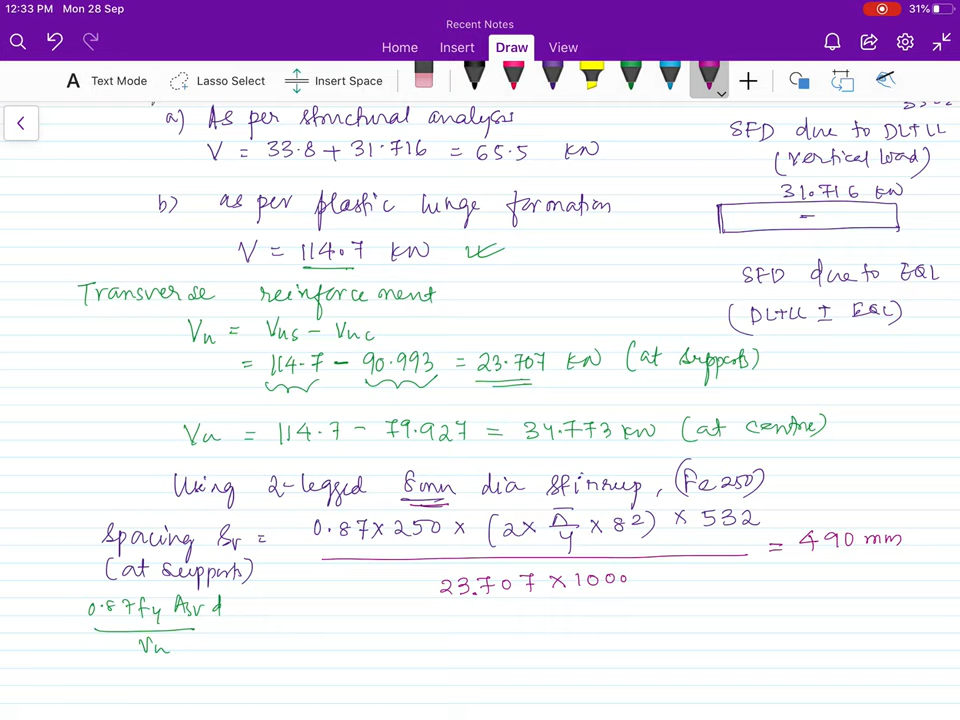 12:33 PM Mon 28 Sep
31%
Recent Notes
Home Insert Draw View
Text Mode Lasso Select Insert Space
a) As per structural analysis
V = 33.8 + 31.716 = 65.5 KN
b) as per plastic hinge formation
V = 114.7 KN
SFD due to DL+LL
(vertical load)
31.716 KN
-
SFD due to EQL
(DL+LL ± EQL)
Transverse reinforcement
Vu = Vus - Vuc
= 114.7 - 90.993 = 23.707 KN (at supports)
Vu = 114.7 - 79.927 = 34.773 KN (at centre)
Using 2-legged 8mm dia stirrup, (Fe 250)
Spacing Sv = 0.87 × 250 × (2 × π/4 × 8²) × 532 / 23.707 × 1000 = 490 mm
(at supports)
0.87 fy Asv d / Vu